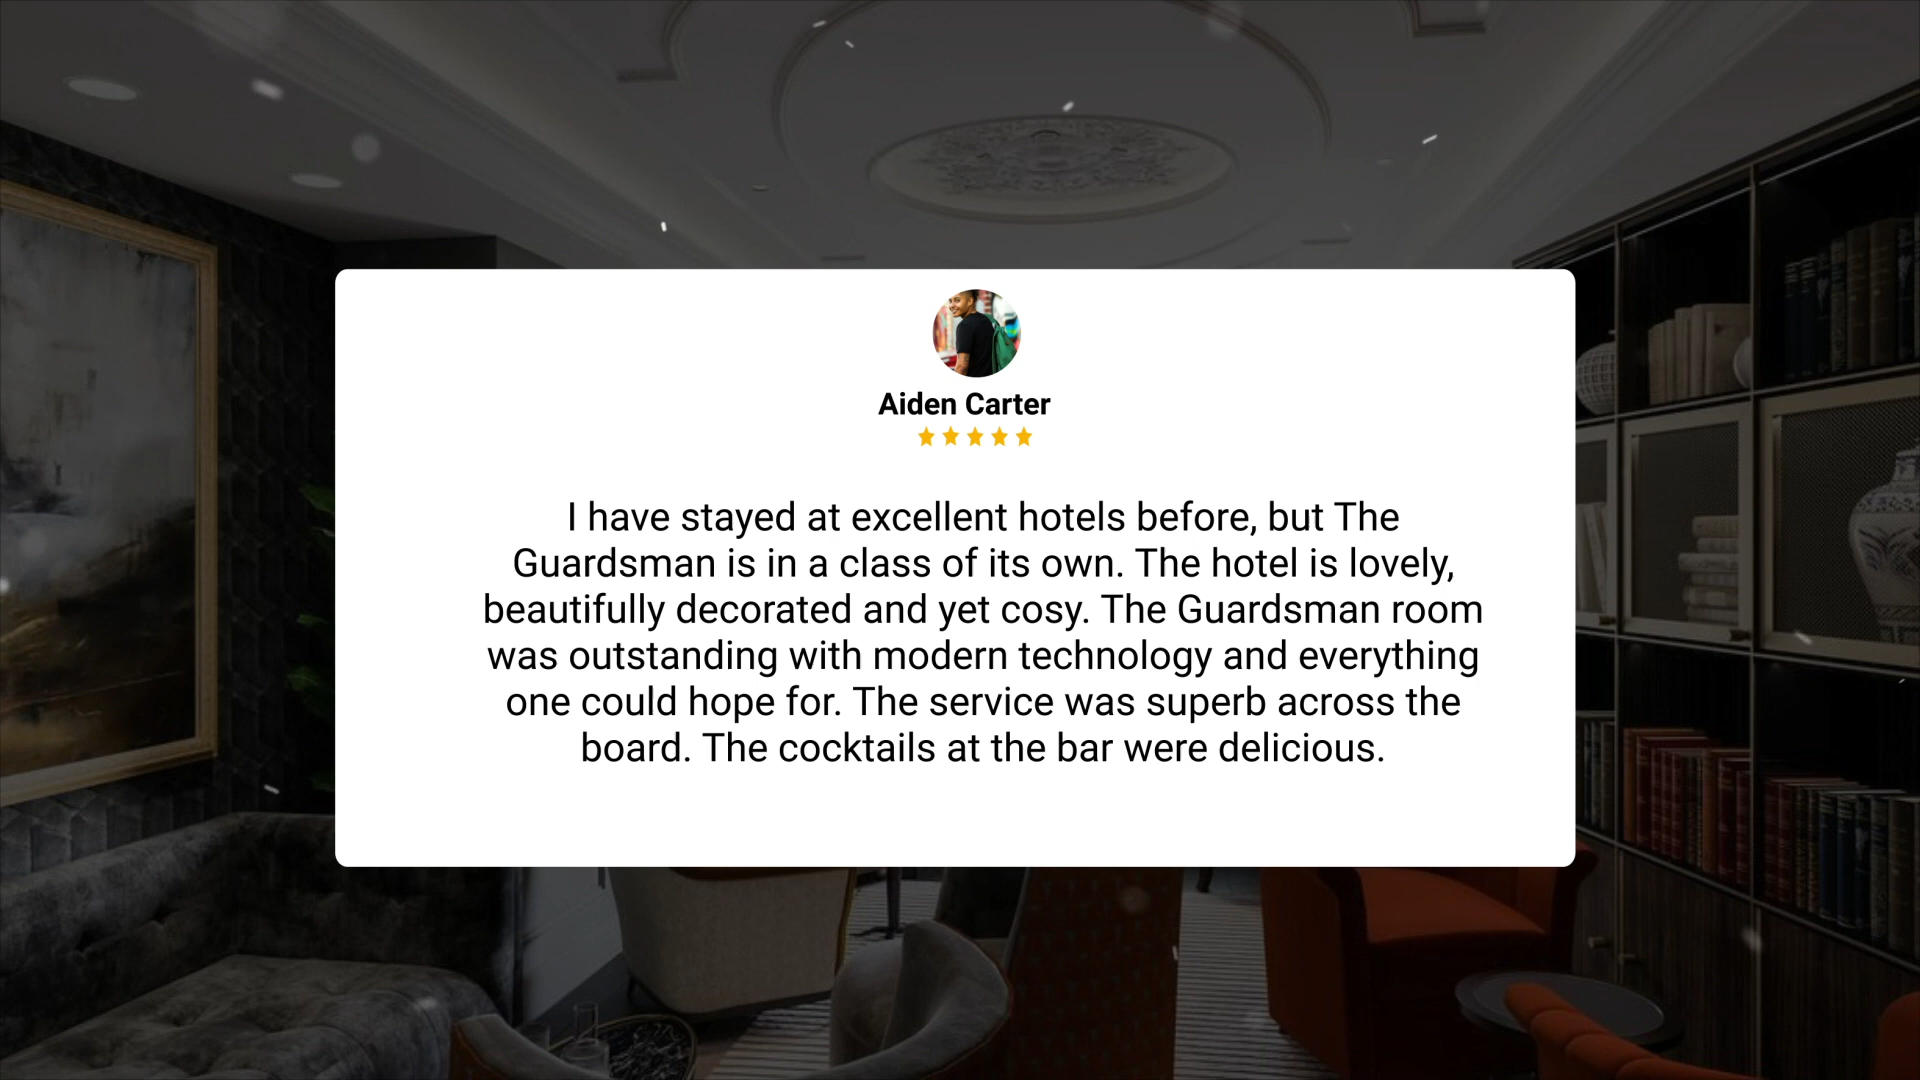 Aiden Carter
I have stayed at excellent hotels before, but The
Guardsman is in a class of its own. The hotel is lovely,
beautifully decorated and yet cosy. The Guardsman room
was outstanding with modern technology and everything
one could hope for. The service was superb across the
board. The cocktails at the bar were delicious.